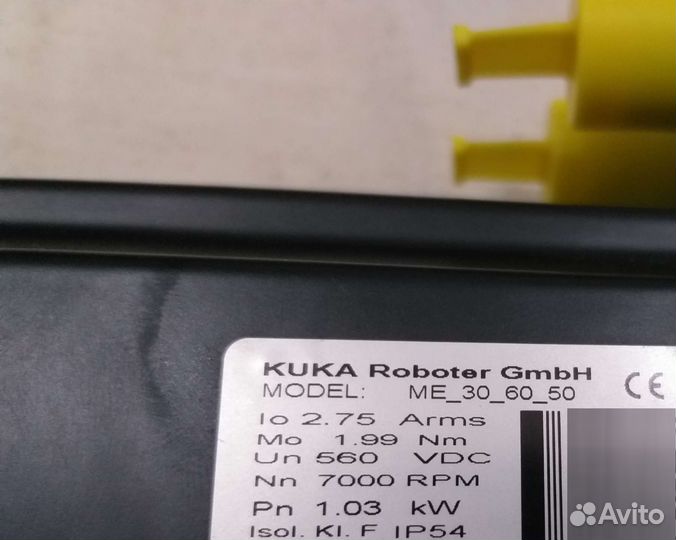 KUKA Roboter GmbH
MODEL: ME_30_60_50 CE
Io 2.75 Arms
Mo 1.99 Nm
Un 560 VDC
Nn 7000 RPM
Pn 1.03 kW
Isol. Kl. F IP54
Avito